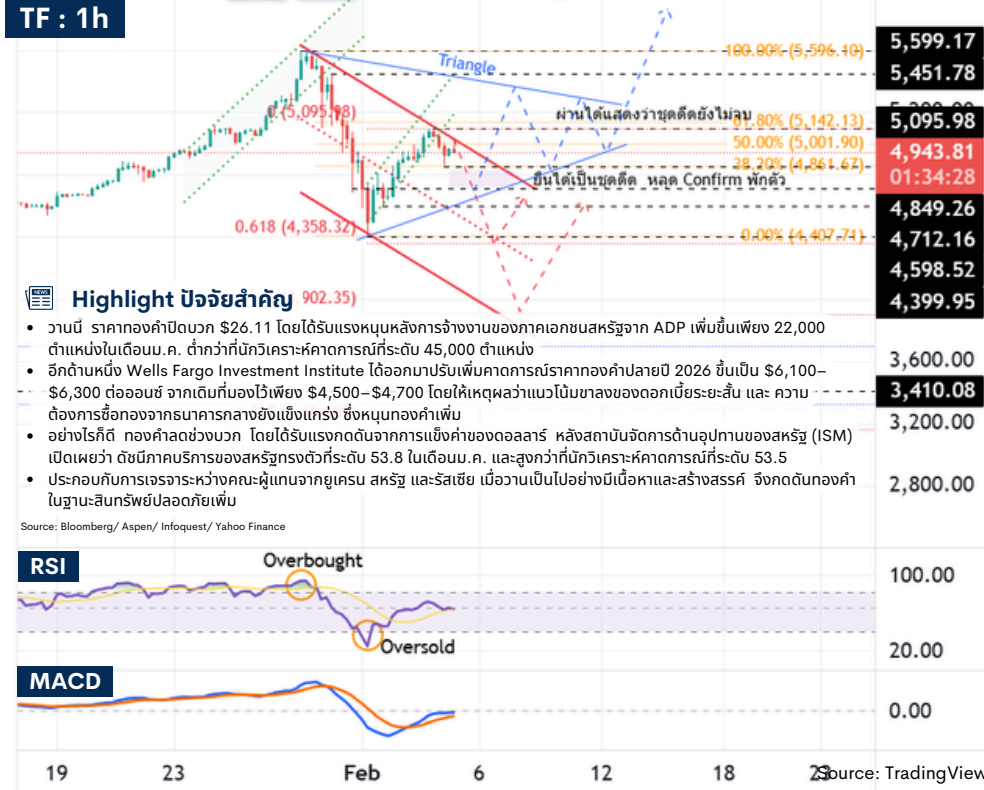 TF : 1h
5,599.17
100.00% (5,596.10)
Triangle
5,451.78
ผ่านได้แสดงว่าชุดดีดยังไม่จบ
0 (5,095.98)
61.80% (5,142.13)
5,095.98
50.00% (5,001.90)
4,943.81
38.20% (4,861.67)
01:34:28
ยืนได้เป็นชุดดีด หลุด Confirm พักตัว
4,849.26
0.618 (4,358.32)
0.00% (4,407.71)
4,712.16
4,598.52
4,399.95
NEWS
Highlight ปัจจัยสำคัญ
902.35)
• วานนี้ ราคาทองคำปิดบวก $26.11 โดยได้รับแรงหนุนหลังการจ้างงานของภาคเอกชนสหรัฐจาก ADP เพิ่มขึ้นเพียง 22,000
ตำแหน่งในเดือนม.ค. ต่ำกว่าที่นักวิเคราะห์คาดการณ์ที่ระดับ 45,000 ตำแหน่ง
• อีกด้านหนึ่ง Wells Fargo Investment Institute ได้ออกมาปรับเพิ่มคาดการณ์ราคาทองคำปลายปี 2026 ขึ้นเป็น $6,100–
$6,300 ต่อออนซ์ จากเดิมที่มองไว้เพียง $4,500–$4,700 โดยให้เหตุผลว่าแนวโน้มขาลงของดอกเบี้ยระยะสั้น และ ความ
ต้องการซื้อทองจากธนาคารกลางยังแข็งแกร่ง ซึ่งหนุนทองคำเพิ่ม
• อย่างไรก็ดี ทองคำลดช่วงบวก โดยได้รับแรงกดดันจากการแข็งค่าของดอลลาร์ หลังสถาบันจัดการด้านอุปทานของสหรัฐ (ISM)
เปิดเผยว่า ดัชนีภาคบริการของสหรัฐทรงตัวที่ระดับ 53.8 ในเดือนม.ค. และสูงกว่าที่นักวิเคราะห์คาดการณ์ที่ระดับ 53.5
• ประกอบกับการเจรจาระหว่างคณะผู้แทนจากยูเครน สหรัฐ และรัสเซีย เมื่อวานเป็นไปอย่างมีเนื้อหาและสร้างสรรค์ จึงกดดันทองคำ
ในฐานะสินทรัพย์ปลอดภัยเพิ่ม
3,600.00
3,410.08
3,200.00
2,800.00
Source: Bloomberg/ Aspen/ Infoquest/ Yahoo Finance
RSI
Overbought
100.00
Oversold
20.00
MACD
0.00
19 23 Feb 6 12 18
Source: TradingView